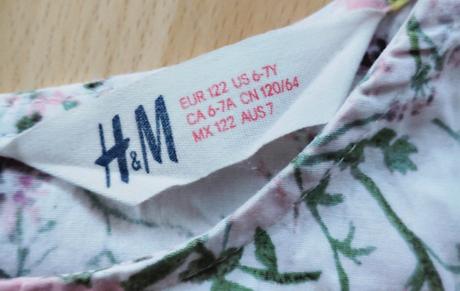 H&M
EUR 122 US 6-7Y
CA 6-7A CN 120/64
MX 122 AUS 7